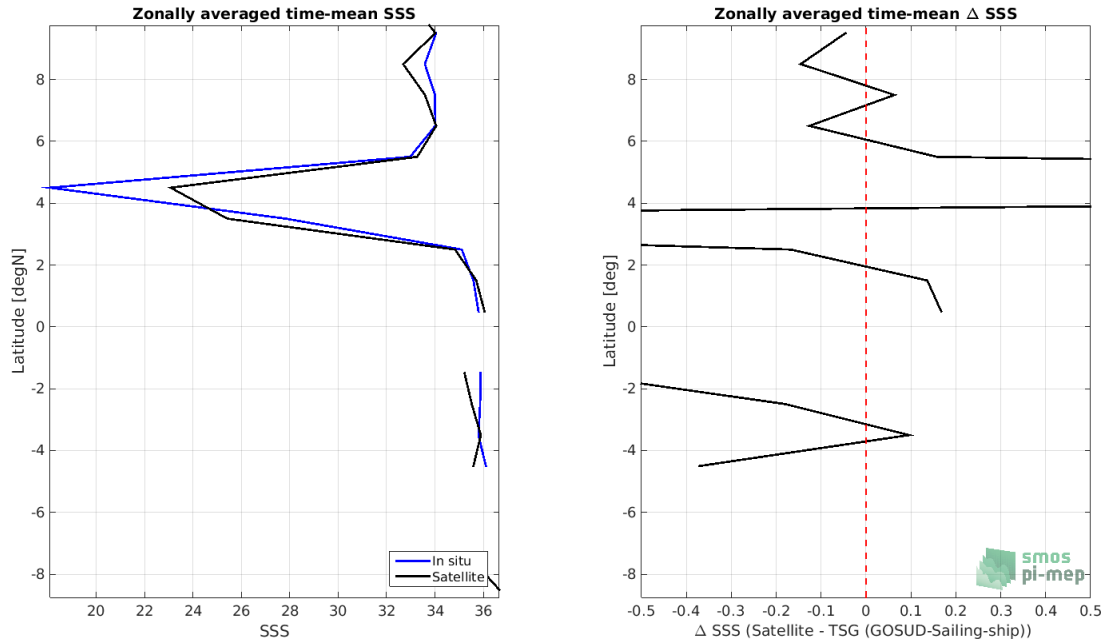 Zonally averaged time-mean SSS
8
6
4
2
0
-2
-4
-6
-8
Latitude [degN]
20 22 24 26 28 30 32 34 36
SSS
In situ
Satellite
Zonally averaged time-mean Δ SSS
8
6
4
2
0
-2
-4
-6
-8
Latitude [deg]
-0.5 -0.4 -0.3 -0.2 -0.1 0 0.1 0.2 0.3 0.4 0.5
Δ SSS (Satellite - TSG (GOSUD-Sailing-ship))
smos
pi-mep